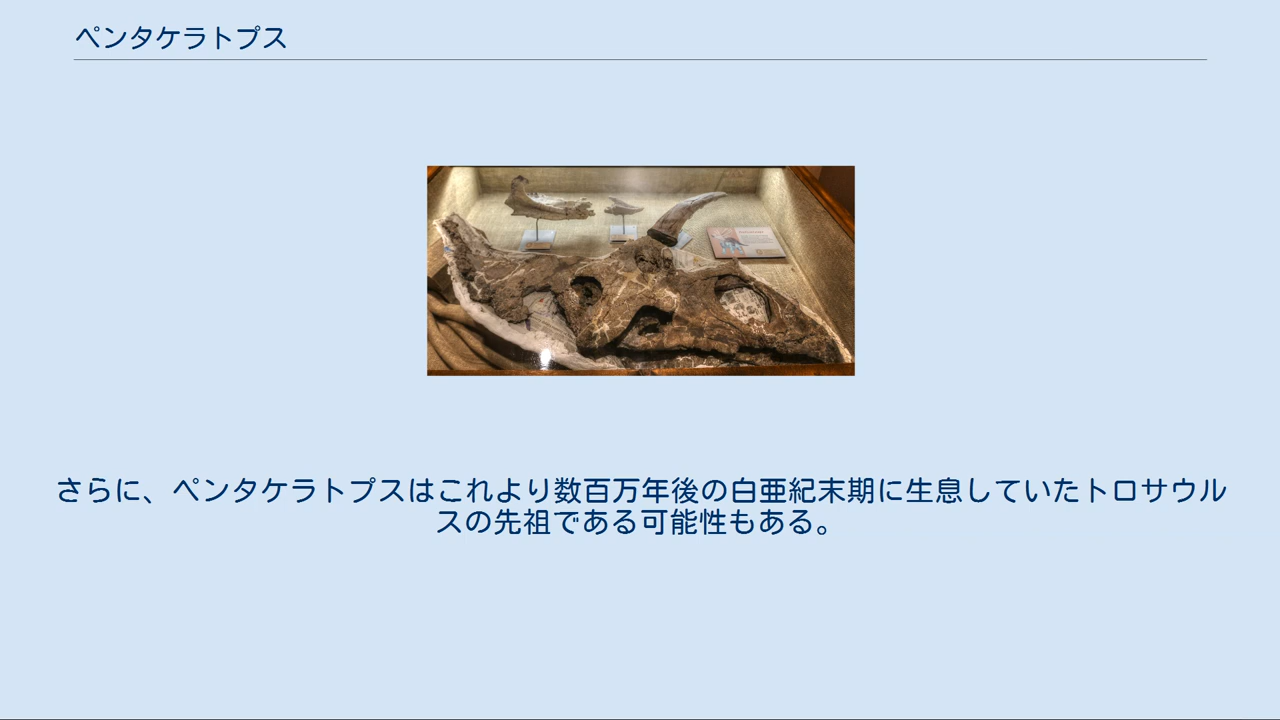 ペンタケラトプス
さらに、ペンタケラトプスはこれより数百万年後の白亜紀末期に生息していたトロサウル
スの先祖である可能性もある。